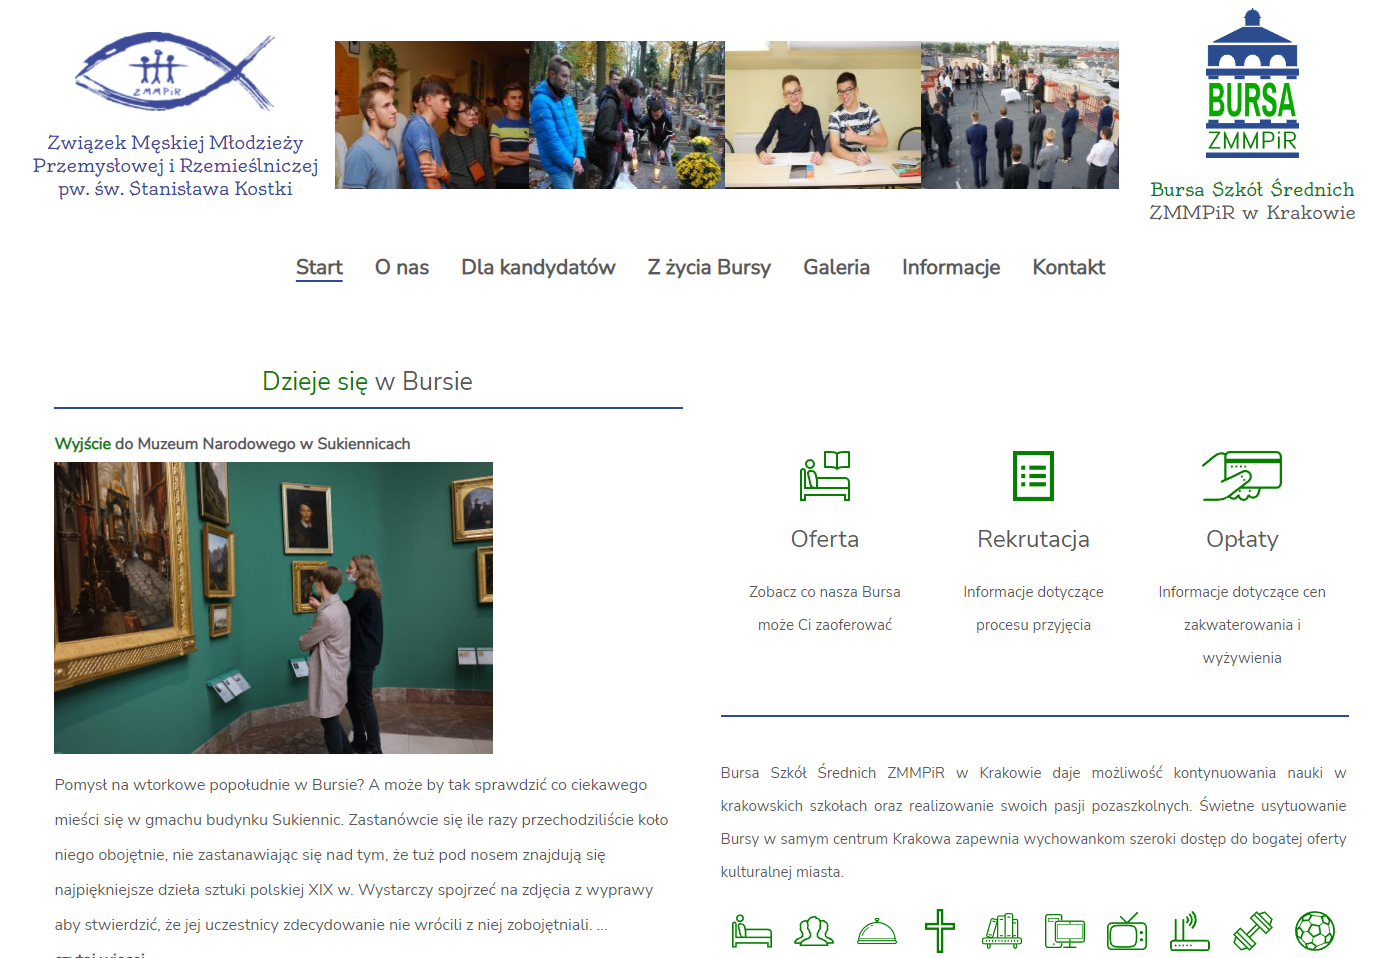 ZMMPiR
Związek Męskiej Młodzieży
Przemysłowej i Rzemieślniczej
pw. św. Stanisława Kostki
BURSA
ZMMPiR
Bursa Szkół Średnich
ZMMPiR w Krakowie
Start O nas Dla kandydatów Z życia Bursy Galeria Informacje Kontakt
Dzieje się w Bursie
Wyjście do Muzeum Narodowego w Sukiennicach
Pomysł na wtorkowe popołudnie w Bursie? A może by tak sprawdzić co ciekawego
mieści się w gmachu budynku Sukiennic. Zastanówcie się ile razy przechodziliście koło
niego obojętnie, nie zastanawiając się nad tym, że tuż pod nosem znajdują się
najpiękniejsze dzieła sztuki polskiej XIX w. Wystarczy spojrzeć na zdjęcia z wyprawy
aby stwierdzić, że jej uczestnicy zdecydowanie nie wrócili z niej zobojętniali. ...
czytaj więcej
Oferta
Zobacz co nasza Bursa
może Ci zaoferować
Rekrutacja
Informacje dotyczące
procesu przyjęcia
Opłaty
Informacje dotyczące cen
zakwaterowania i
wyżywienia
Bursa Szkół Średnich ZMMPiR w Krakowie daje możliwość kontynuowania nauki w
krakowskich szkołach oraz realizowanie swoich pasji pozaszkolnych. Świetne usytuowanie
Bursy w samym centrum Krakowa zapewnia wychowankom szeroki dostęp do bogatej oferty
kulturalnej miasta.